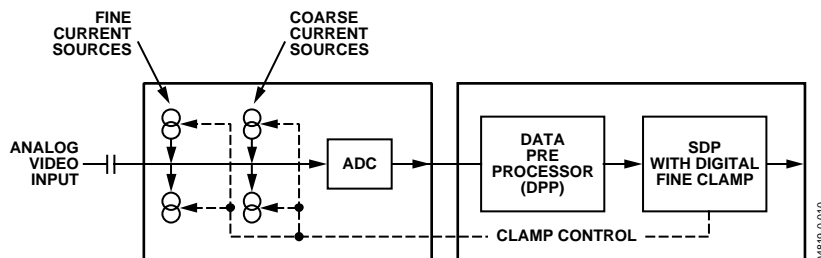 FINE
CURRENT
SOURCES
COARSE
CURRENT
SOURCES
ANALOG
VIDEO
INPUT
ADC
DATA
PRE
PROCESSOR
(DPP)
SDP
WITH DIGITAL
FINE CLAMP
CLAMP CONTROL